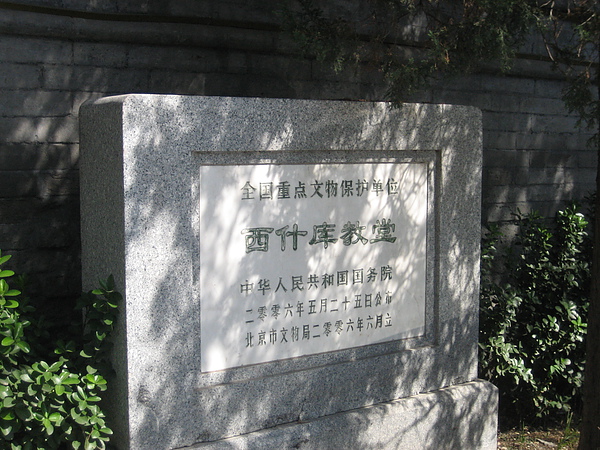 全国重点文物保护单位
西什库教堂
中华人民共和国国务院
二零零六年五月二十五日公布
北京市文物局二零零六年六月立